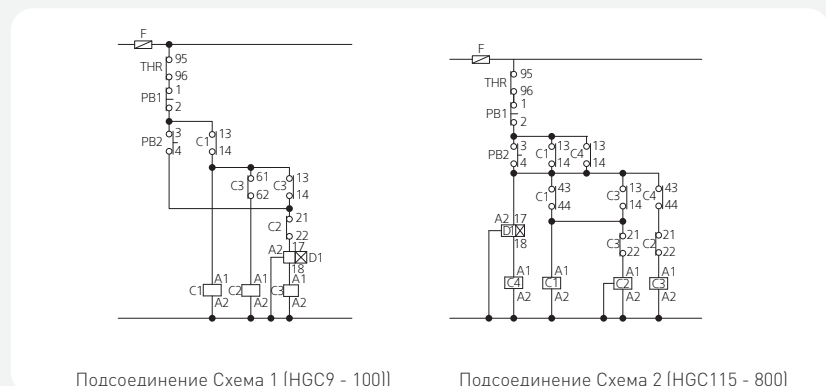 F
THR
95
96
PB1
1
2
PB2
3
4
C1
13
14
C3
61
62
C3
13
14
C2
21
22
A2
17
18
D1
C1
A1
A2
C2
A1
A2
C3
A1
A2
Подсоединение Схема 1 (HGC9 - 100))
F
THR
95
96
PB1
1
2
PB2
3
4
C1
13
14
C4
13
14
C1
43
44
C3
13
14
C4
43
44
A2
17
18
D1
C3
21
22
C2
21
22
C4
A1
A2
C1
A1
A2
C2
A1
A2
C3
A1
A2
Подсоединение Схема 2 (HGC115 - 800)